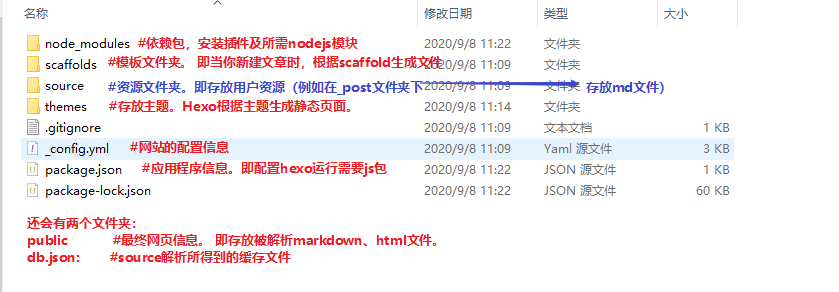 名称 修改日期 类型 大小
node_modules #依赖包，安装插件及所需nodejs模块 2020/9/8 11:22 文件夹
scaffolds #模板文件夹。 即当你新建文章时，根据scaffold生成文件 2020/9/8 11:09 文件夹
source #资源文件夹。即存放用户资源（例如在_post文件夹下 2020/9/8 11:09 文件夹 存放md文件）
themes #存放主题。Hexo根据主题生成静态页面。 2020/9/8 11:14 文件夹
.gitignore 2020/9/8 11:09 文本文档 1 KB
_config.yml #网站的配置信息 2020/9/8 11:09 Yaml 源文件 3 KB
package.json #应用程序信息。即配置hexo运行需要js包 2020/9/8 11:22 JSON 源文件 1 KB
package-lock.json 2020/9/8 11:22 JSON 源文件 60 KB
还会有两个文件夹：
public #最终网页信息。 即存放被解析markdown、html文件。
db.json： #source解析所得到的缓存文件